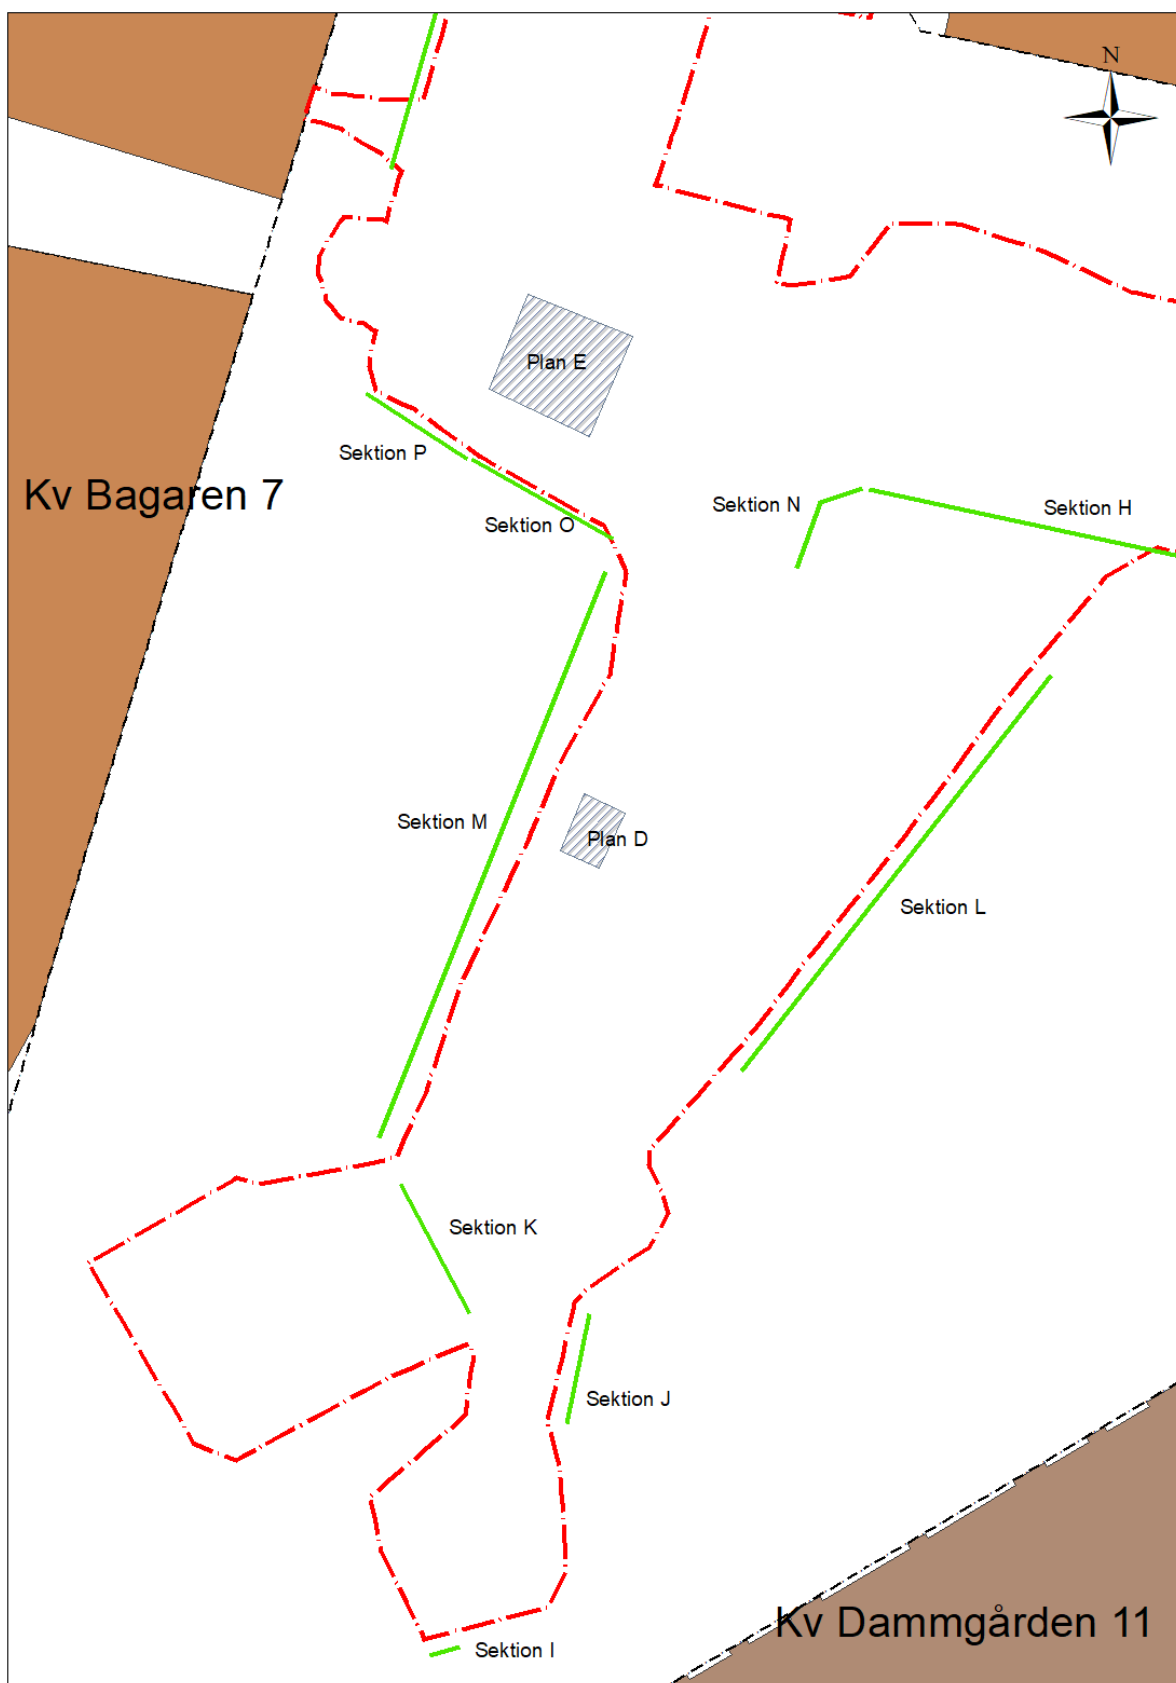 N
Plan E
Sektion P
Kv Bagaren 7
Sektion N
Sektion H
Sektion O
Sektion M
Plan D
Sektion L
Sektion K
Sektion J
Kv Dammgården 11
Sektion I